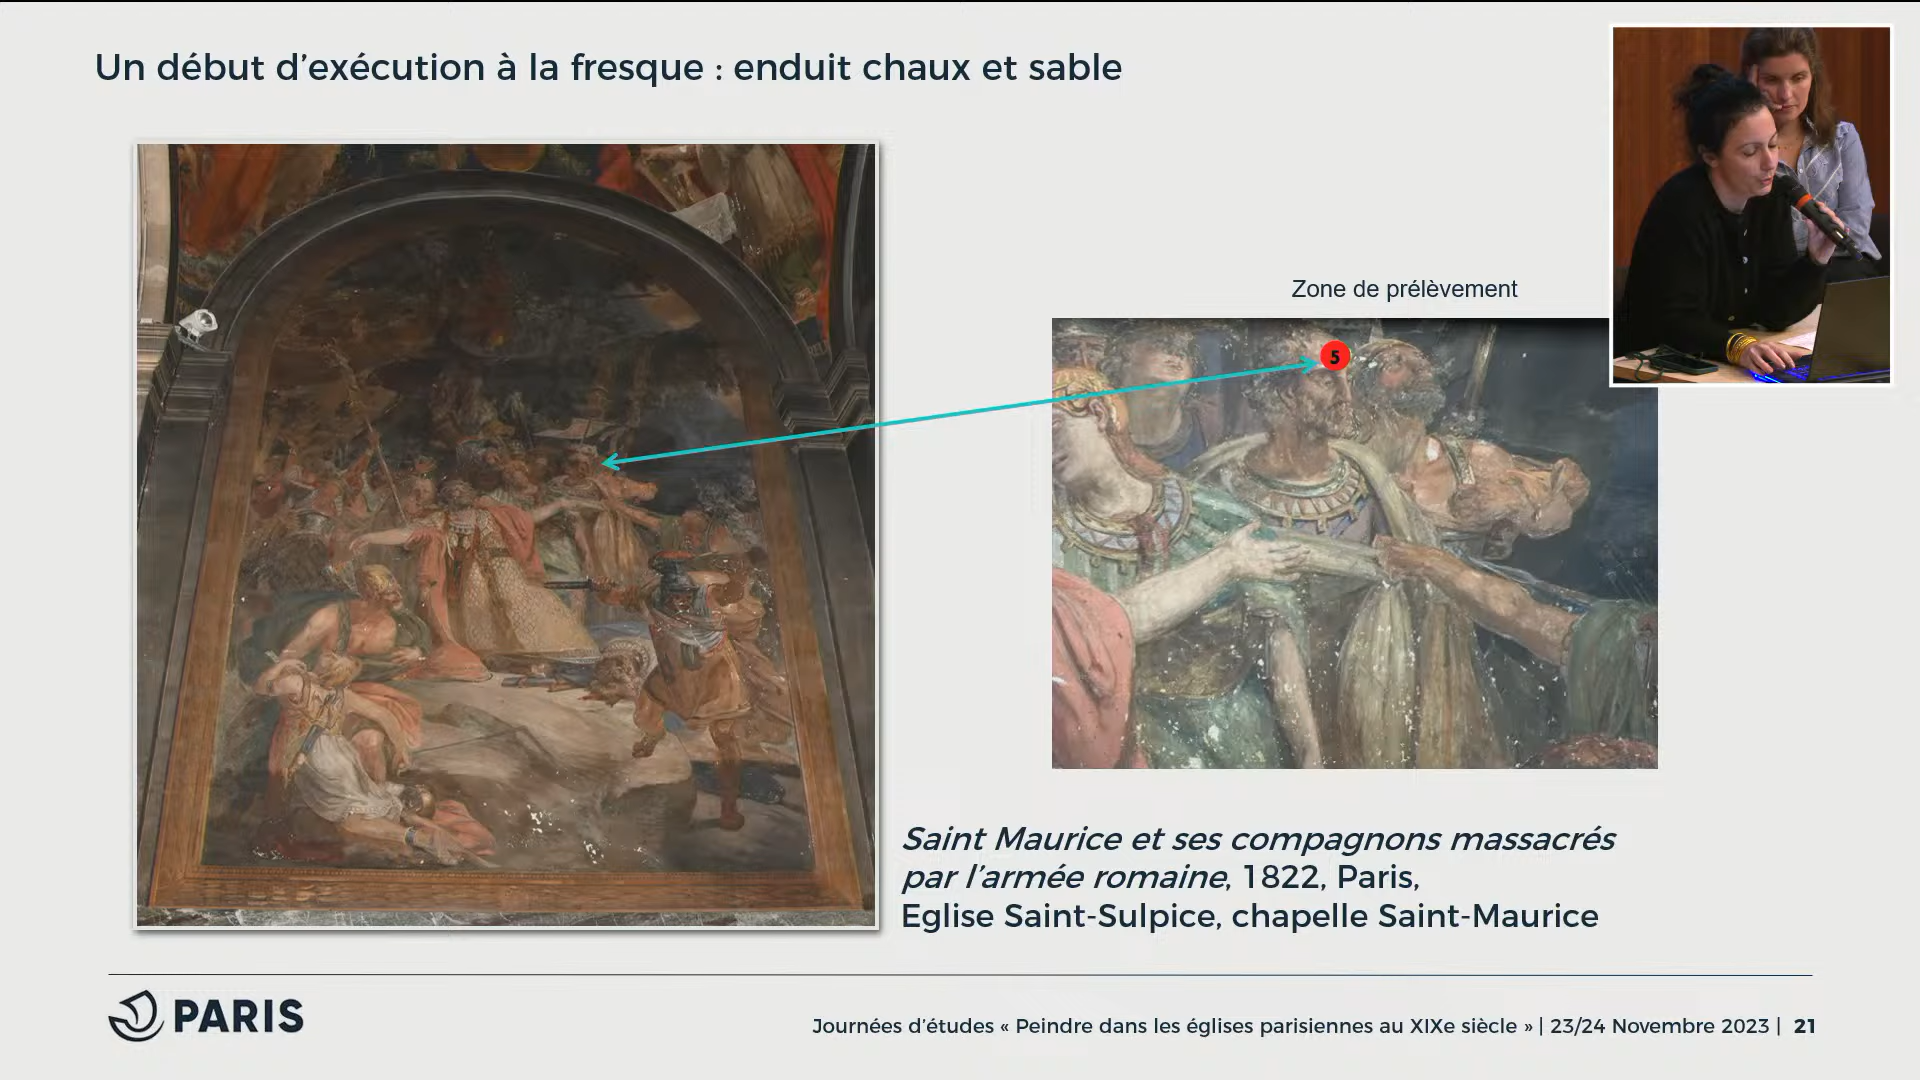 Un début d’exécution à la fresque : enduit chaux et sable
Zone de prélèvement
5
Saint Maurice et ses compagnons massacrés
par l’armée romaine, 1822, Paris,
Eglise Saint-Sulpice, chapelle Saint-Maurice
PARIS
Journées d’études « Peindre dans les églises parisiennes au XIXe siècle » | 23/24 Novembre 2023 | 21